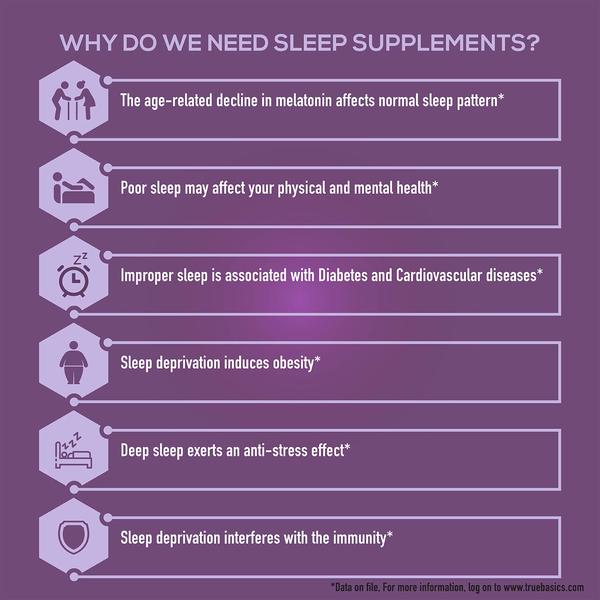 WHY DO WE NEED SLEEP SUPPLEMENTS?
The age-related decline in melatonin affects normal sleep pattern*
Poor sleep may affect your physical and mental health*
zz
Improper sleep is associated with Diabetes and Cardiovascular diseases*
Sleep deprivation induces obesity*
zzzz
Deep sleep exerts an anti-stress effect*
Sleep deprivation interferes with the immunity*
*Data on file. For more information, log on to www.truebasics.com